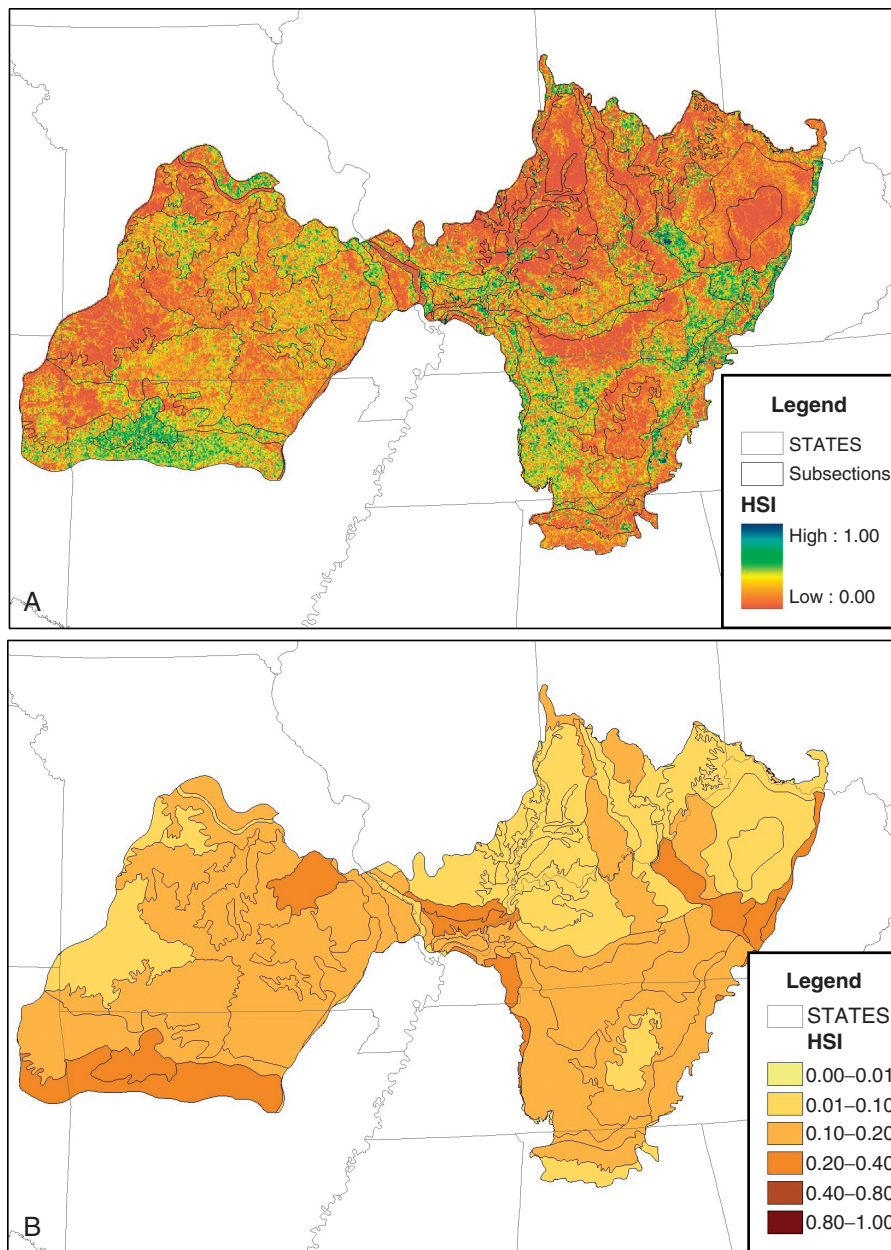 Legend
STATES
Subsections
HSI
High : 1.00
Low : 0.00
A
Legend
STATES
HSI
0.00–0.01
0.01–0.10
0.10–0.20
0.20–0.40
0.40–0.80
0.80–1.00
B